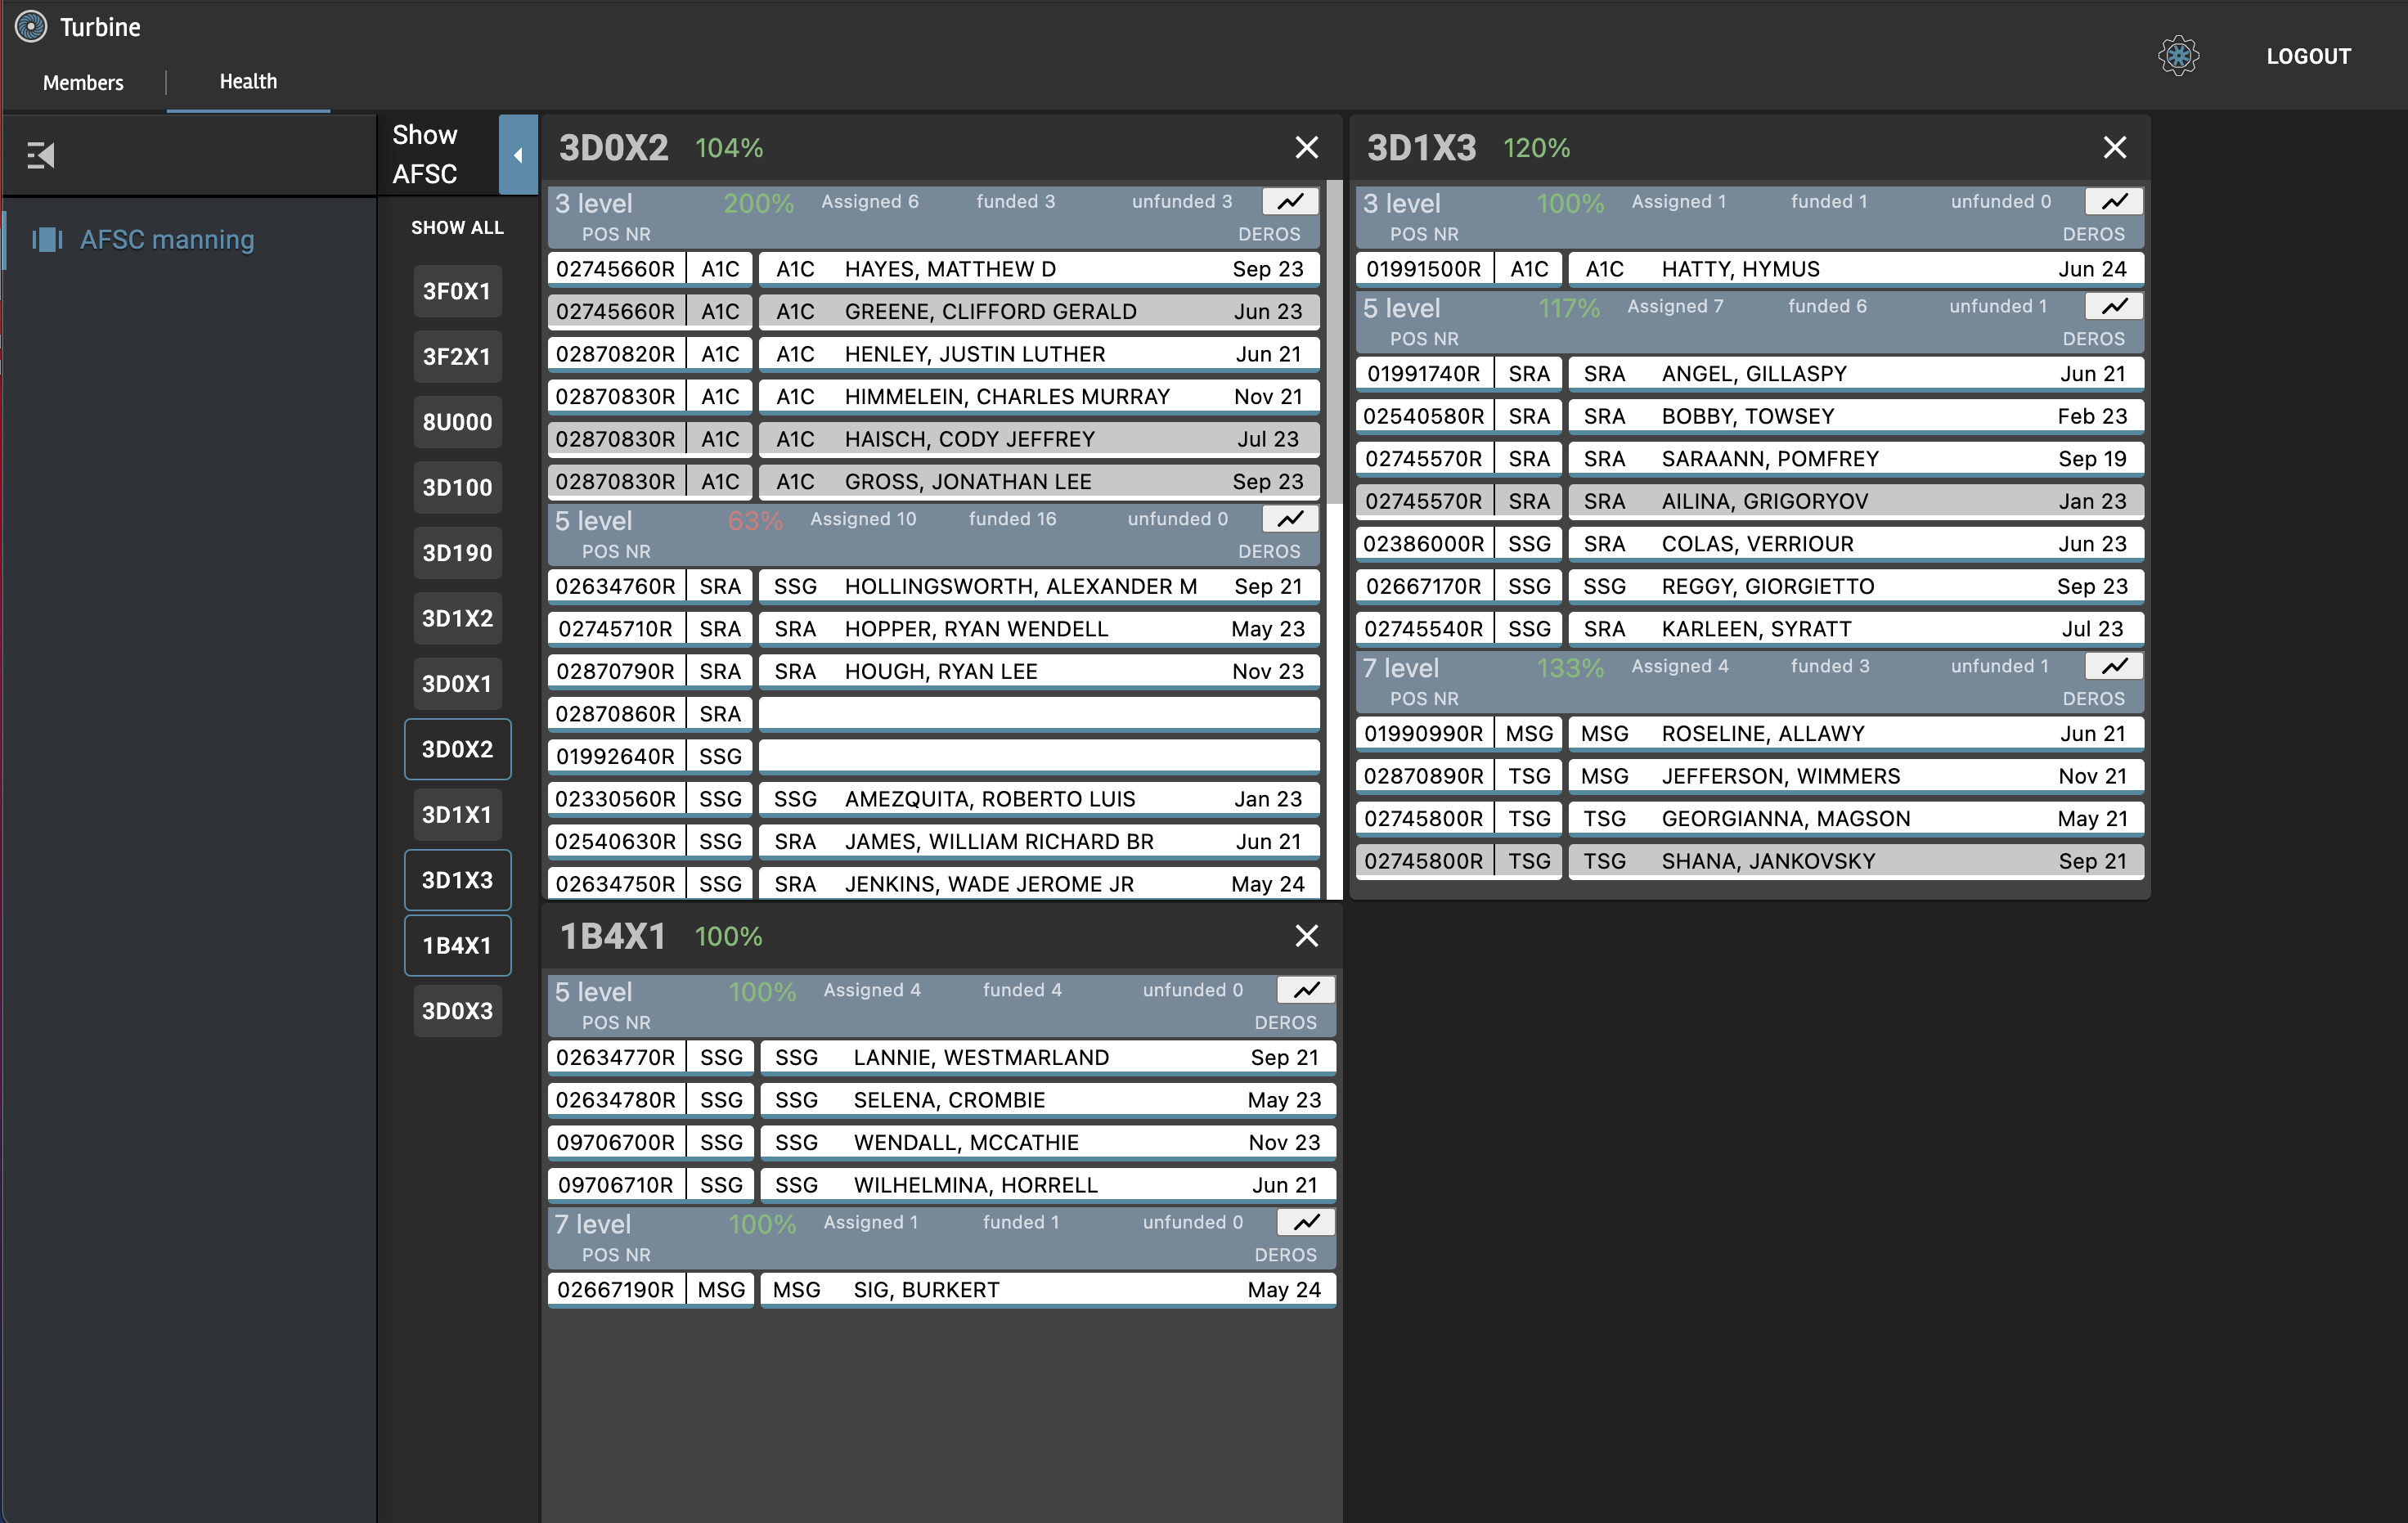 Turbine
Members Health
LOGOUT
AFSC manning
Show
AFSC
SHOW ALL
3F0X1
3F2X1
8U000
3D100
3D190
3D1X2
3D0X1
3D0X2
3D1X1
3D1X3
1B4X1
3D0X3
3D0X2 104%
3 level 200% Assigned 6 funded 3 unfunded 3
POS NR DEROS
02745660R A1C A1C HAYES, MATTHEW D Sep 23
02745660R A1C A1C GREENE, CLIFFORD GERALD Jun 23
02870820R A1C A1C HENLEY, JUSTIN LUTHER Jun 21
02870830R A1C A1C HIMMELEIN, CHARLES MURRAY Nov 21
02870830R A1C A1C HAISCH, CODY JEFFREY Jul 23
02870830R A1C A1C GROSS, JONATHAN LEE Sep 23
5 level 63% Assigned 10 funded 16 unfunded 0
POS NR DEROS
02634760R SRA SSG HOLLINGSWORTH, ALEXANDER M Sep 21
02745710R SRA SRA HOPPER, RYAN WENDELL May 23
02870790R SRA SRA HOUGH, RYAN LEE Nov 23
02870860R SRA
01992640R SSG
02330560R SSG SSG AMEZQUITA, ROBERTO LUIS Jan 23
02540630R SSG SRA JAMES, WILLIAM RICHARD BR Jun 21
02634750R SSG SRA JENKINS, WADE JEROME JR May 24
3D1X3 120%
3 level 100% Assigned 1 funded 1 unfunded 0
POS NR DEROS
01991500R A1C A1C HATTY, HYMUS Jun 24
5 level 117% Assigned 7 funded 6 unfunded 1
POS NR DEROS
01991740R SRA SRA ANGEL, GILLASPY Jun 21
02540580R SRA SRA BOBBY, TOWSEY Feb 23
02745570R SRA SRA SARAANN, POMFREY Sep 19
02745570R SRA SRA AILINA, GRIGORYOV Jan 23
02386000R SSG SRA COLAS, VERRIOUR Jun 23
02667170R SSG SSG REGGY, GIORGIETTO Sep 23
02745540R SSG SRA KARLEEN, SYRATT Jul 23
7 level 133% Assigned 4 funded 3 unfunded 1
POS NR DEROS
01990990R MSG MSG ROSELINE, ALLAWY Jun 21
02870890R TSG MSG JEFFERSON, WIMMERS Nov 21
02745800R TSG TSG GEORGIANNA, MAGSON May 21
02745800R TSG TSG SHANA, JANKOVSKY Sep 21
1B4X1 100%
5 level 100% Assigned 4 funded 4 unfunded 0
POS NR DEROS
02634770R SSG SSG LANNIE, WESTMARLAND Sep 21
02634780R SSG SSG SELENA, CROMBIE May 23
09706700R SSG SSG WENDALL, MCCATHIE Nov 23
09706710R SSG SSG WILHELMINA, HORRELL Jun 21
7 level 100% Assigned 1 funded 1 unfunded 0
POS NR DEROS
02667190R MSG MSG SIG, BURKERT May 24